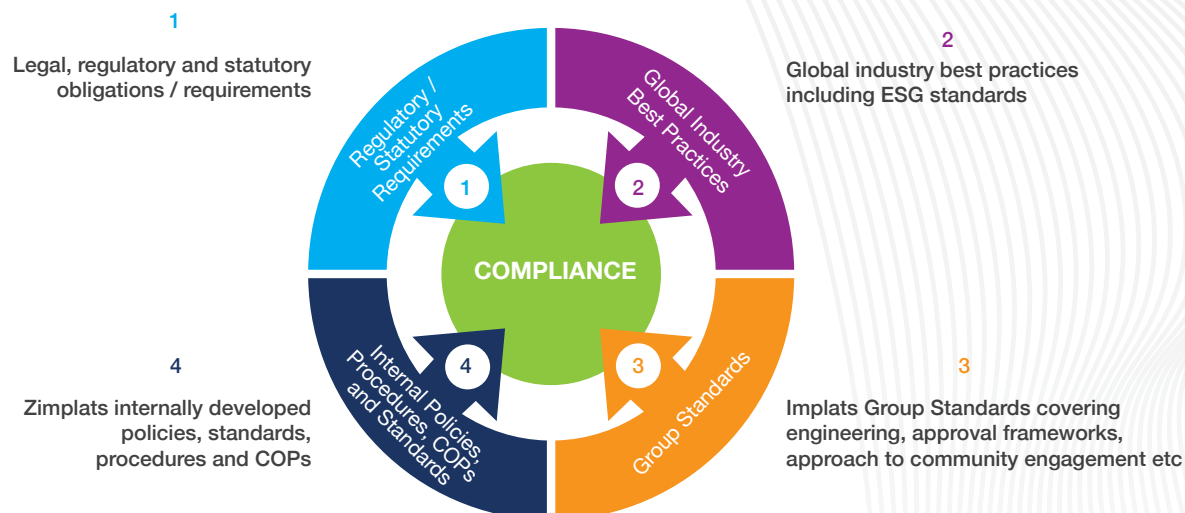 1
Legal, regulatory and statutory
obligations / requirements
2
Global industry best practices
including ESG standards
Regulatory /
Statutory
Requirements
1
Global Industry
Best Practices
2
COMPLIANCE
4
Internal Policies,
Procedures, COPs
and Standards
3
Group Standards
4
Zimplats internally developed
policies, standards,
procedures and COPs
3
Implats Group Standards covering
engineering, approval frameworks,
approach to community engagement etc